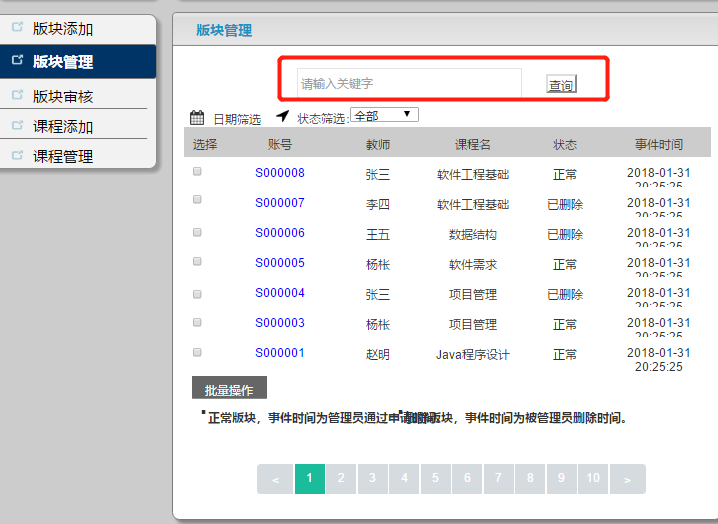 版块添加
版块管理
版块审核
课程添加
课程管理
版块管理
请输入关键字 查询
日期筛选 状态筛选: 全部
选择 账号 教师 课程名 状态 事件时间
S000008 张三 软件工程基础 正常 2018-01-31
20:25:25
S000007 李四 软件工程基础 已删除 2018-01-31
20:25:25
S000006 王五 数据结构 已删除 2018-01-31
20:25:25
S000005 杨枨 软件需求 正常 2018-01-31
20:25:25
S000004 张三 项目管理 已删除 2018-01-31
20:25:25
S000003 杨枨 项目管理 正常 2018-01-31
20:25:25
S000001 赵明 Java程序设计 正常 2018-01-31
20:25:25
批量操作
正常版块，事件时间为管理员通过申请 版块，事件时间为被管理员删除时间。
< 1 2 3 4 5 6 7 8 9 10 >